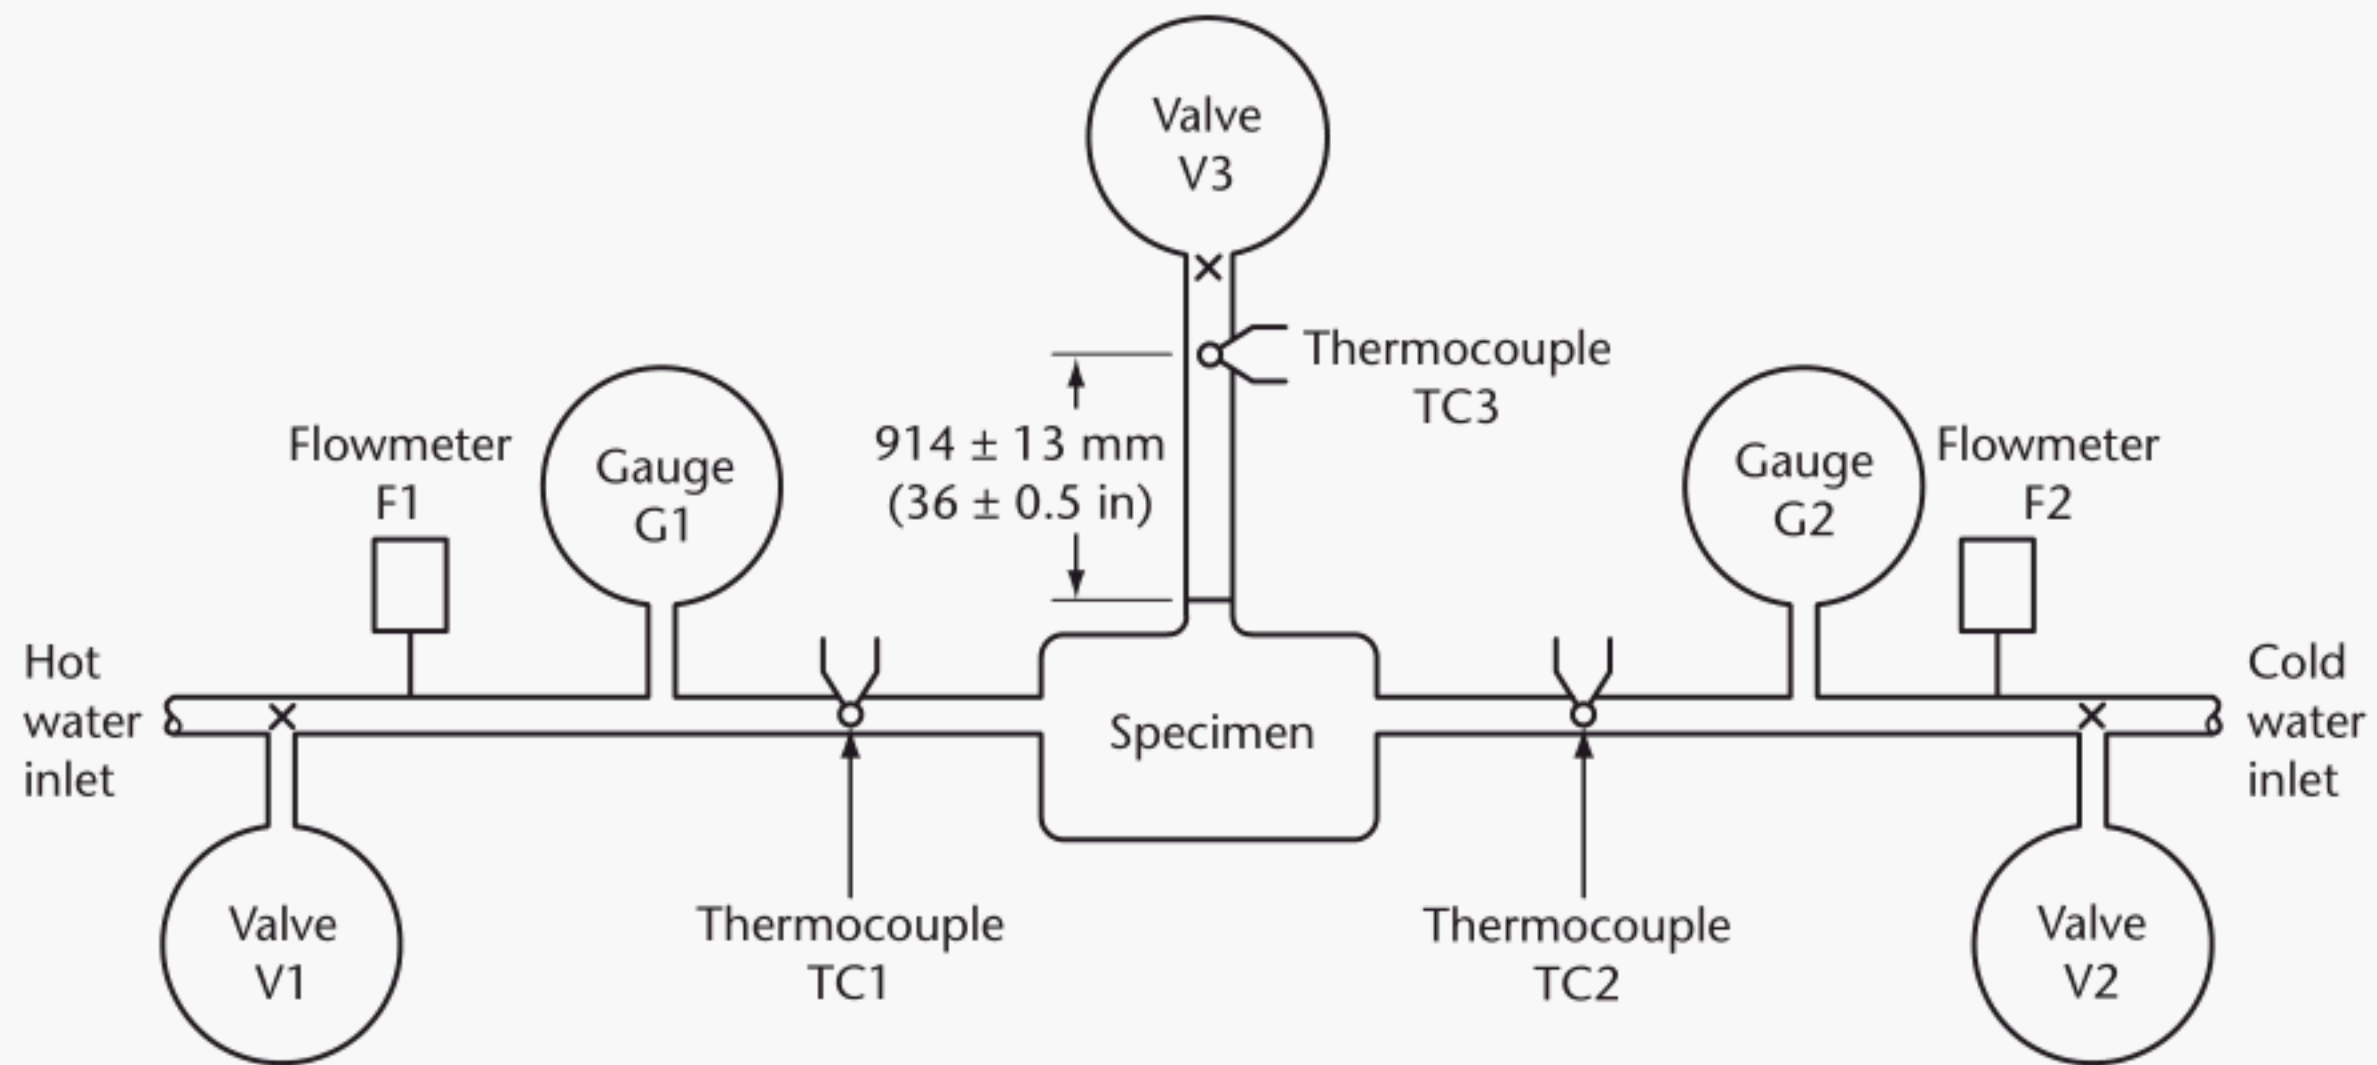 Valve
V3
Thermocouple
TC3
Flowmeter
F1
Gauge
G1
914 ± 13 mm
(36 ± 0.5 in)
Gauge
G2
Flowmeter
F2
Hot
water
inlet
Specimen
Cold
water
inlet
Valve
V1
Thermocouple
TC1
Thermocouple
TC2
Valve
V2